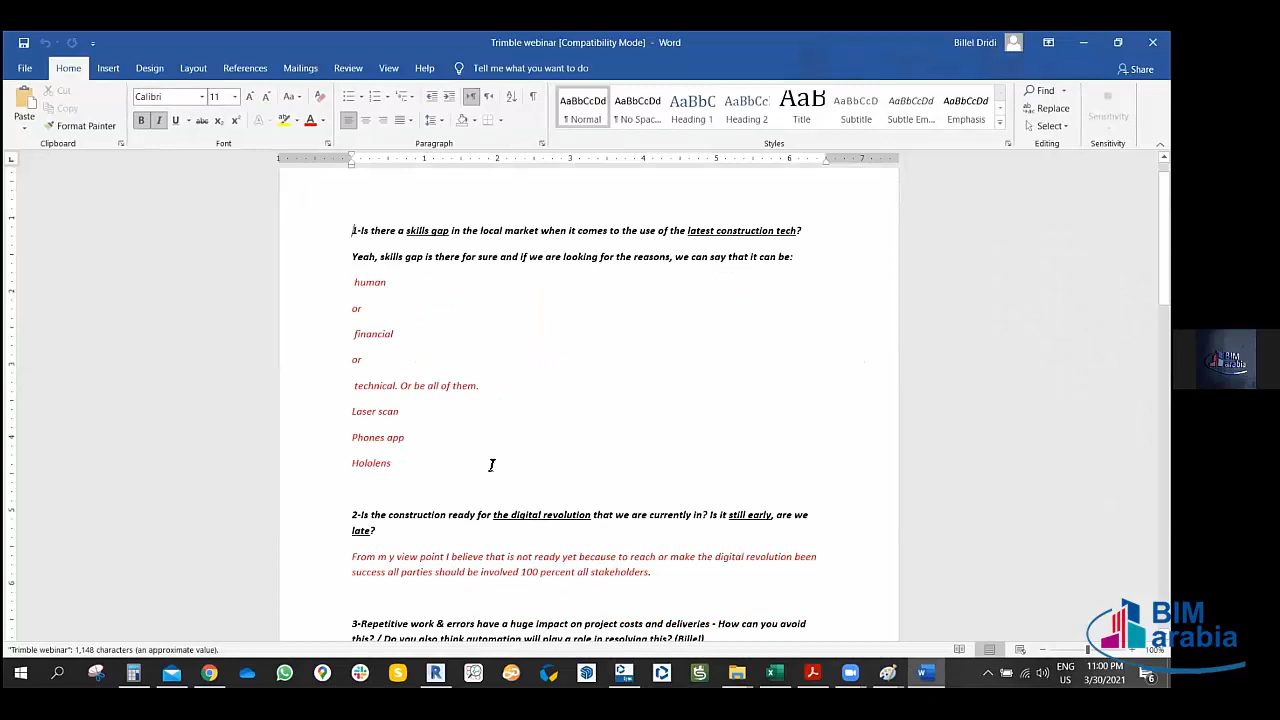 Trimble webinar [Compatibility Mode] - Word
Billel Dridi
File Home Insert Design Layout References Mailings Review View Help Tell me what you want to do
Share
Paste
Cut
Copy
Format Painter
Calibri 11
AaBbCcDd AaBbCcDd AaBbC AaBbCc AaB AaBbCcD AaBbCcDd AaBbCcDd
¶ Normal ¶ No Spac... Heading 1 Heading 2 Title Subtitle Subtle Em... Emphasis
Find
Replace
Select
Sensitivity
Clipboard Font Paragraph Styles Editing Sensitivity
1-Is there a skills gap in the local market when it comes to the use of the latest construction tech?
Yeah, skills gap is there for sure and if we are looking for the reasons, we can say that it can be:
human
or
financial
or
technical. Or be all of them.
Laser scan
Phones app
Hololens
2-Is the construction ready for the digital revolution that we are currently in? Is it still early, are we
late?
From m y view point I believe that is not ready yet because to reach or make the digital revolution been
success all parties should be involved 100 percent all stakeholders.
3-Repetitive work & errors have a huge impact on project costs and deliveries - How can you avoid
this? / Do you also think automation will play a role in resolving this? (Billel)
"Trimble webinar": 1,148 characters (an approximate value).
100%
ENG
US
11:00 PM
3/30/2021
6
BIM
arabia
BIM
arabia